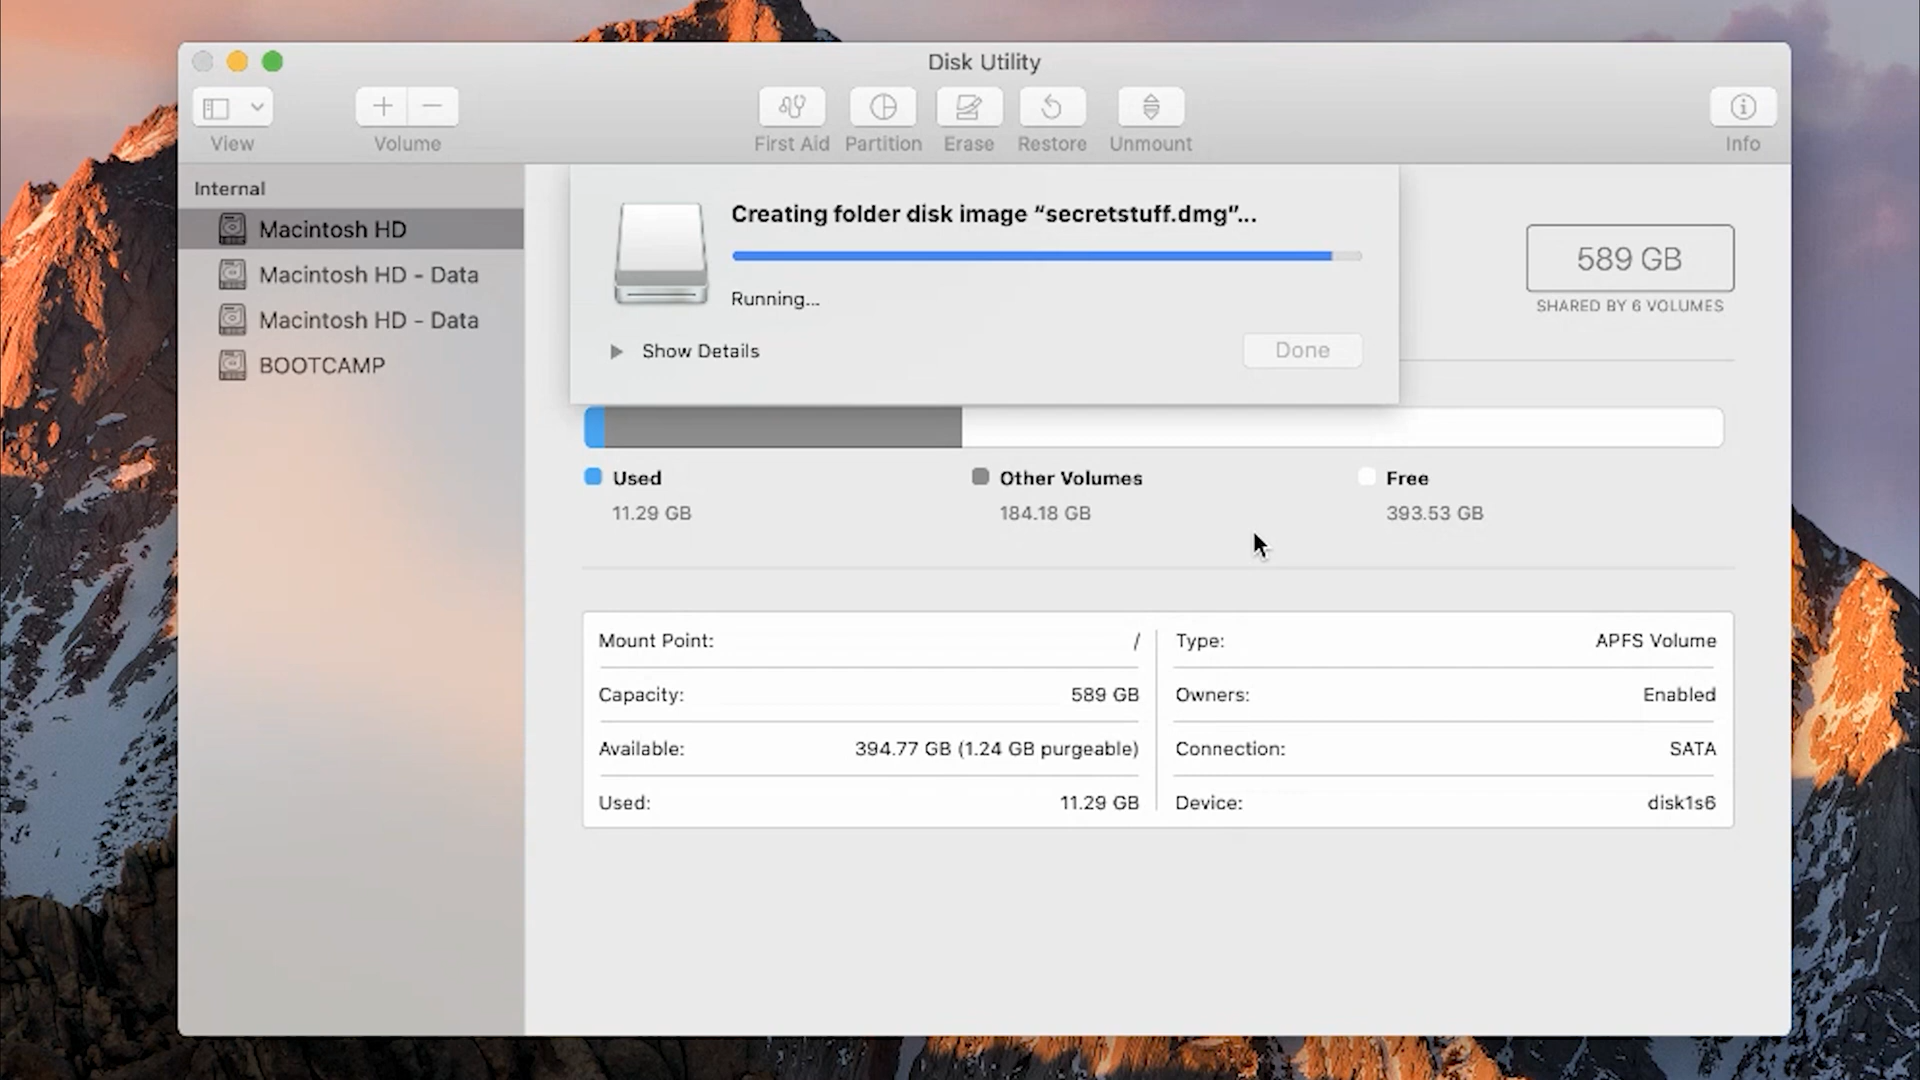 Disk Utility
View
Volume
First Aid
Partition
Erase
Restore
Unmount
Info
Internal
Macintosh HD
Macintosh HD - Data
Macintosh HD - Data
BOOTCAMP
Creating folder disk image “secretstuff.dmg”...
Running...
Show Details
Done
589 GB
SHARED BY 6 VOLUMES
Used
11.29 GB
Other Volumes
184.18 GB
Free
393.53 GB
Mount Point: /
Capacity: 589 GB
Available: 394.77 GB (1.24 GB purgeable)
Used: 11.29 GB
Type: APFS Volume
Owners: Enabled
Connection: SATA
Device: disk1s6